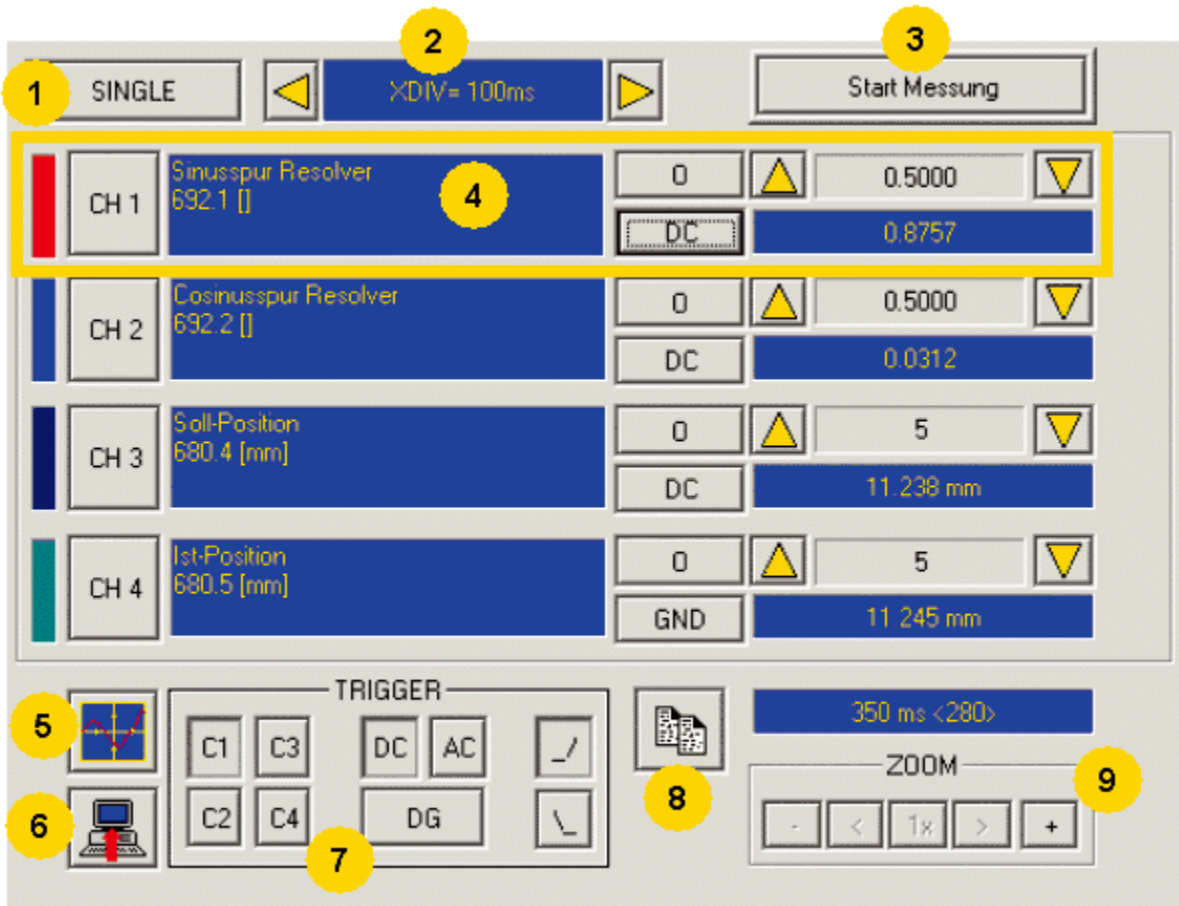 1
SINGLE
2
XDIV= 100ms
3
Start Messung
CH 1
Sinusspur Resolver
692.1 []
4
0
0.5000
DC
0.8757
CH 2
Cosinusspur Resolver
692.2 []
0
0.5000
DC
0.0312
CH 3
Soll-Position
680.4 [mm]
0
5
DC
11.238 mm
CH 4
Ist-Position
680.5 [mm]
0
5
GND
11.245 mm
5
6
TRIGGER
C1 C3 DC AC _/
C2 C4 DG \_
7
8
350 ms <280>
ZOOM
9
- < 1x > +